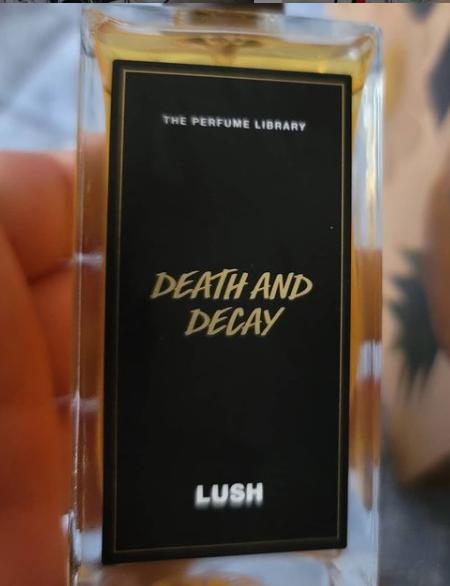 THE PERFUME LIBRARY
DEATH AND
DECAY
LUSH